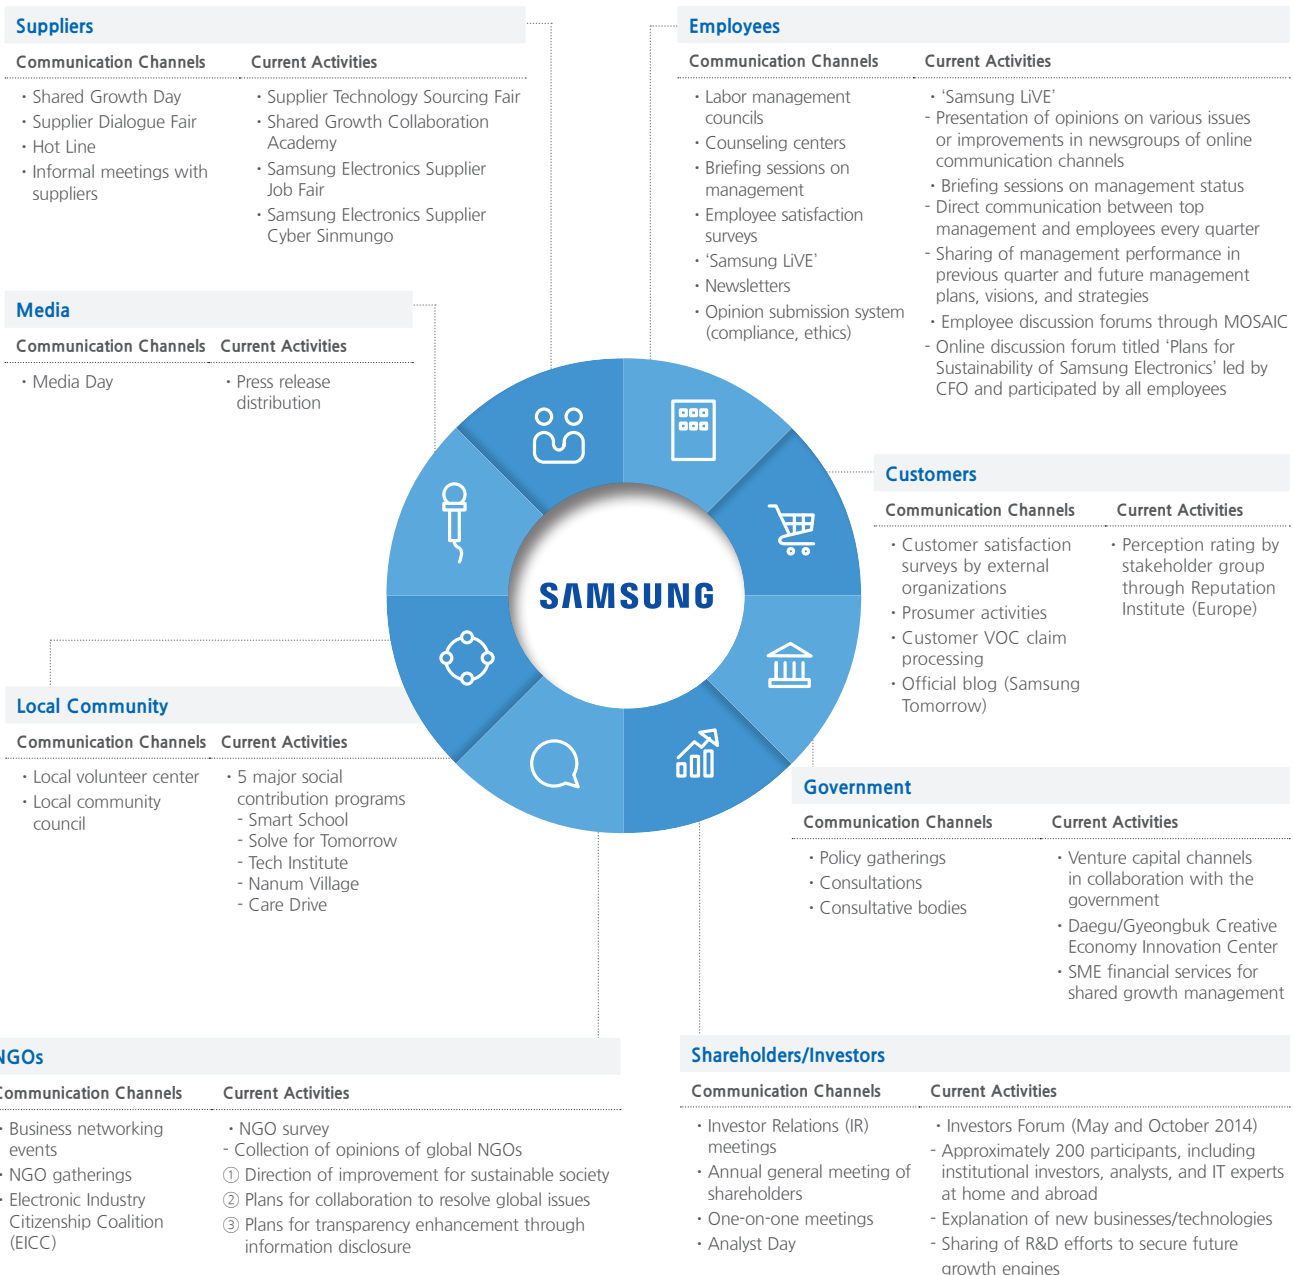 Suppliers
Communication Channels
Current Activities
・Shared Growth Day
・Supplier Dialogue Fair
・Hot Line
・Informal meetings with
suppliers
・Supplier Technology Sourcing Fair
・Shared Growth Collaboration
Academy
・Samsung Electronics Supplier
Job Fair
・Samsung Electronics Supplier
Cyber Sinmungo
Employees
Communication Channels
Current Activities
・Labor management
councils
・Counseling centers
・Briefing sessions on
management
・Employee satisfaction
surveys
・‘Samsung LiVE’
・Newsletters
・Opinion submission system
(compliance, ethics)
・‘Samsung LiVE’
- Presentation of opinions on various issues
or improvements in newsgroups of online
communication channels
・Briefing sessions on management status
- Direct communication between top
management and employees every quarter
- Sharing of management performance in
previous quarter and future management
plans, visions, and strategies
・Employee discussion forums through MOSAIC
- Online discussion forum titled ‘Plans for
Sustainability of Samsung Electronics’ led by
CFO and participated by all employees
Media
Communication Channels
Current Activities
・Media Day
・Press release
distribution
Customers
Communication Channels
Current Activities
・Customer satisfaction
surveys by external
organizations
・Prosumer activities
・Customer VOC claim
processing
・Official blog (Samsung
Tomorrow)
・Perception rating by
stakeholder group
through Reputation
Institute (Europe)
SAMSUNG
Local Community
Communication Channels
Current Activities
・Local volunteer center
・Local community
council
・5 major social
contribution programs
- Smart School
- Solve for Tomorrow
- Tech Institute
- Nanum Village
- Care Drive
Government
Communication Channels
Current Activities
・Policy gatherings
・Consultations
・Consultative bodies
・Venture capital channels
in collaboration with the
government
・Daegu/Gyeongbuk Creative
Economy Innovation Center
・SME financial services for
shared growth management
NGOs
Communication Channels
Current Activities
・Business networking
events
・NGO gatherings
・Electronic Industry
Citizenship Coalition
(EICC)
・NGO survey
- Collection of opinions of global NGOs
① Direction of improvement for sustainable society
② Plans for collaboration to resolve global issues
③ Plans for transparency enhancement through
information disclosure
Shareholders/Investors
Communication Channels
Current Activities
・Investor Relations (IR)
meetings
・Annual general meeting of
shareholders
・One-on-one meetings
・Analyst Day
・Investors Forum (May and October 2014)
- Approximately 200 participants, including
institutional investors, analysts, and IT experts
at home and abroad
- Explanation of new businesses/technologies
- Sharing of R&D efforts to secure future
growth engines